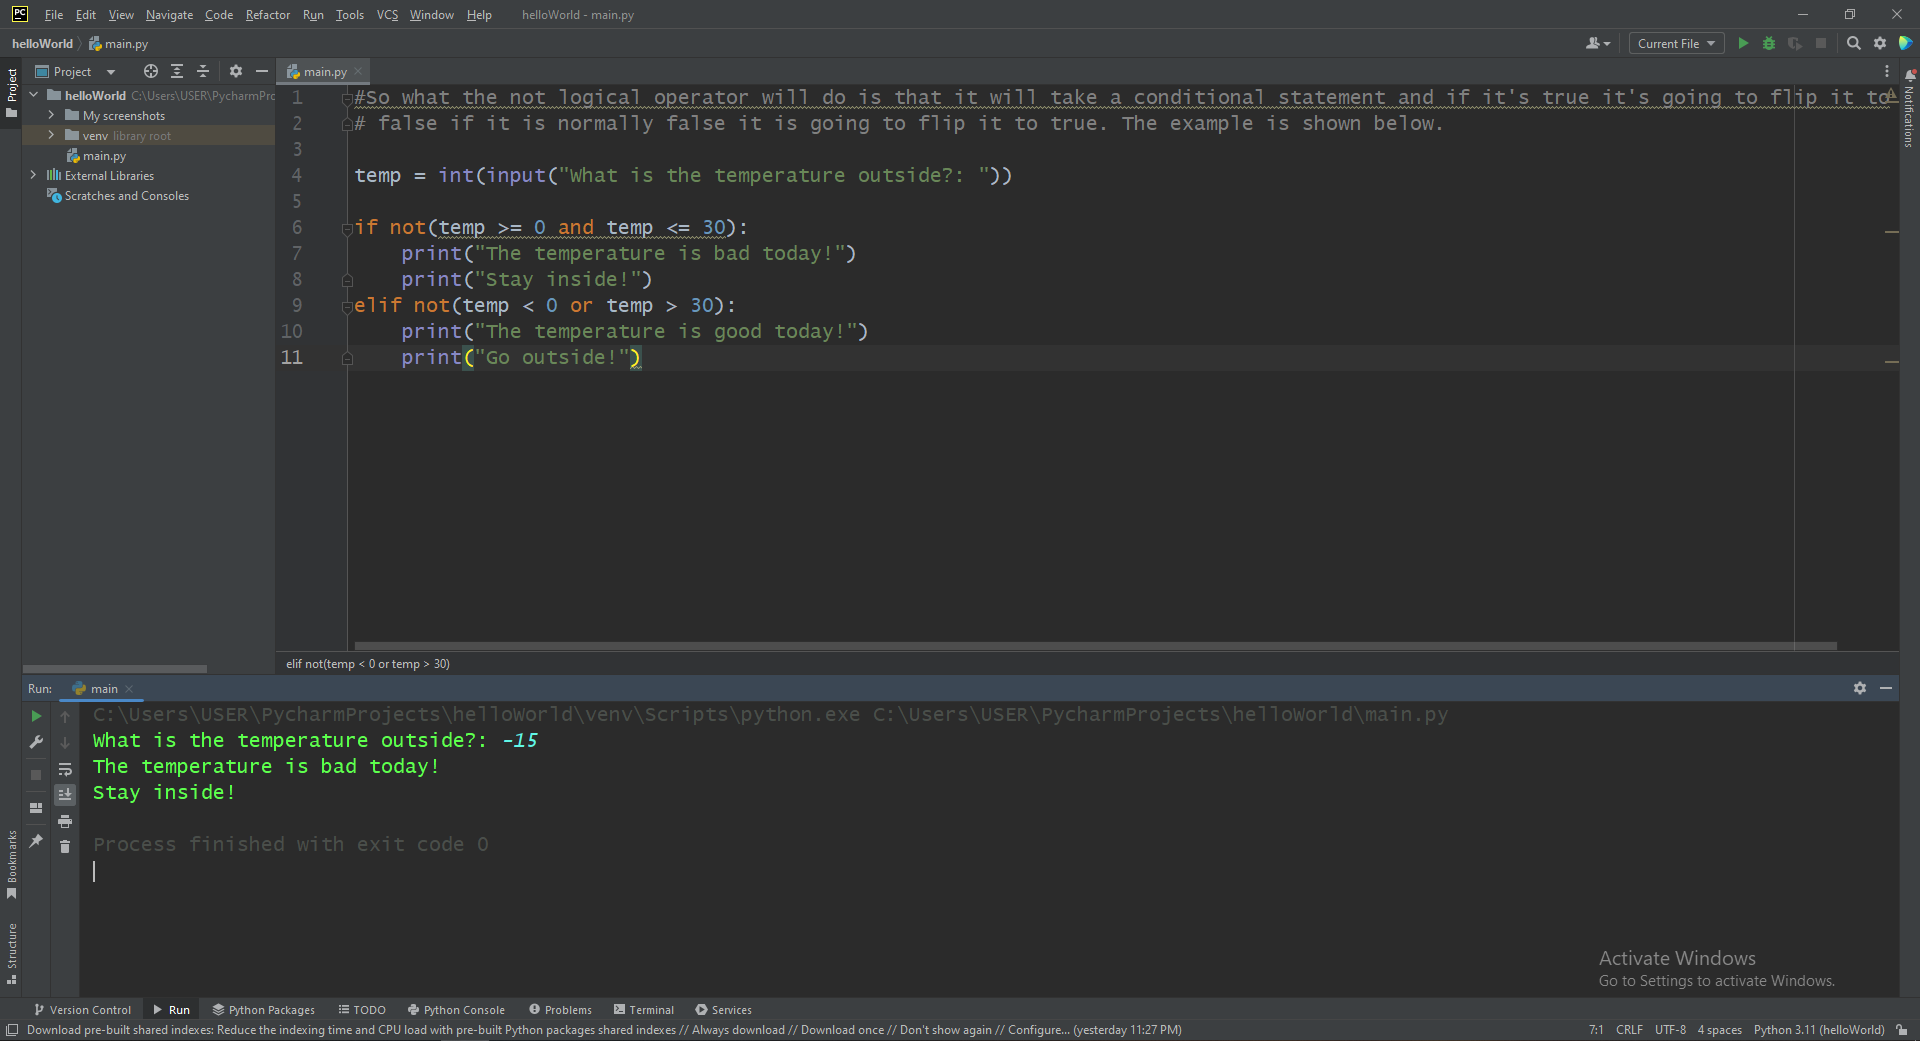 PC File Edit View Navigate Code Refactor Run Tools VCS Window Help helloWorld - main.py
helloWorld main.py Current File
Project
Project main.py
helloWorld C:\Users\USER\PycharmPro
My screenshots
venv library root
main.py
External Libraries
Scratches and Consoles
1 #So what the not logical operator will do is that it will take a conditional statement and if it's true it's going to flip it to
2 # false if it is normally false it is going to flip it to true. The example is shown below.
3
4 temp = int(input("What is the temperature outside?: "))
5
6 if not(temp >= 0 and temp <= 30):
7 print("The temperature is bad today!")
8 print("Stay inside!")
9 elif not(temp < 0 or temp > 30):
10 print("The temperature is good today!")
11 print("Go outside!")
Notifications
elif not(temp < 0 or temp > 30)
Run: main
C:\Users\USER\PycharmProjects\helloWorld\venv\Scripts\python.exe C:\Users\USER\PycharmProjects\helloWorld\main.py
What is the temperature outside?: -15
The temperature is bad today!
Stay inside!
Process finished with exit code 0
Bookmarks
Structure
Activate Windows
Go to Settings to activate Windows.
Version Control Run Python Packages TODO Python Console Problems Terminal Services
Download pre-built shared indexes: Reduce the indexing time and CPU load with pre-built Python packages shared indexes // Always download // Download once // Don't show again // Configure... (yesterday 11:27 PM) 7:1 CRLF UTF-8 4 spaces Python 3.11 (helloWorld)